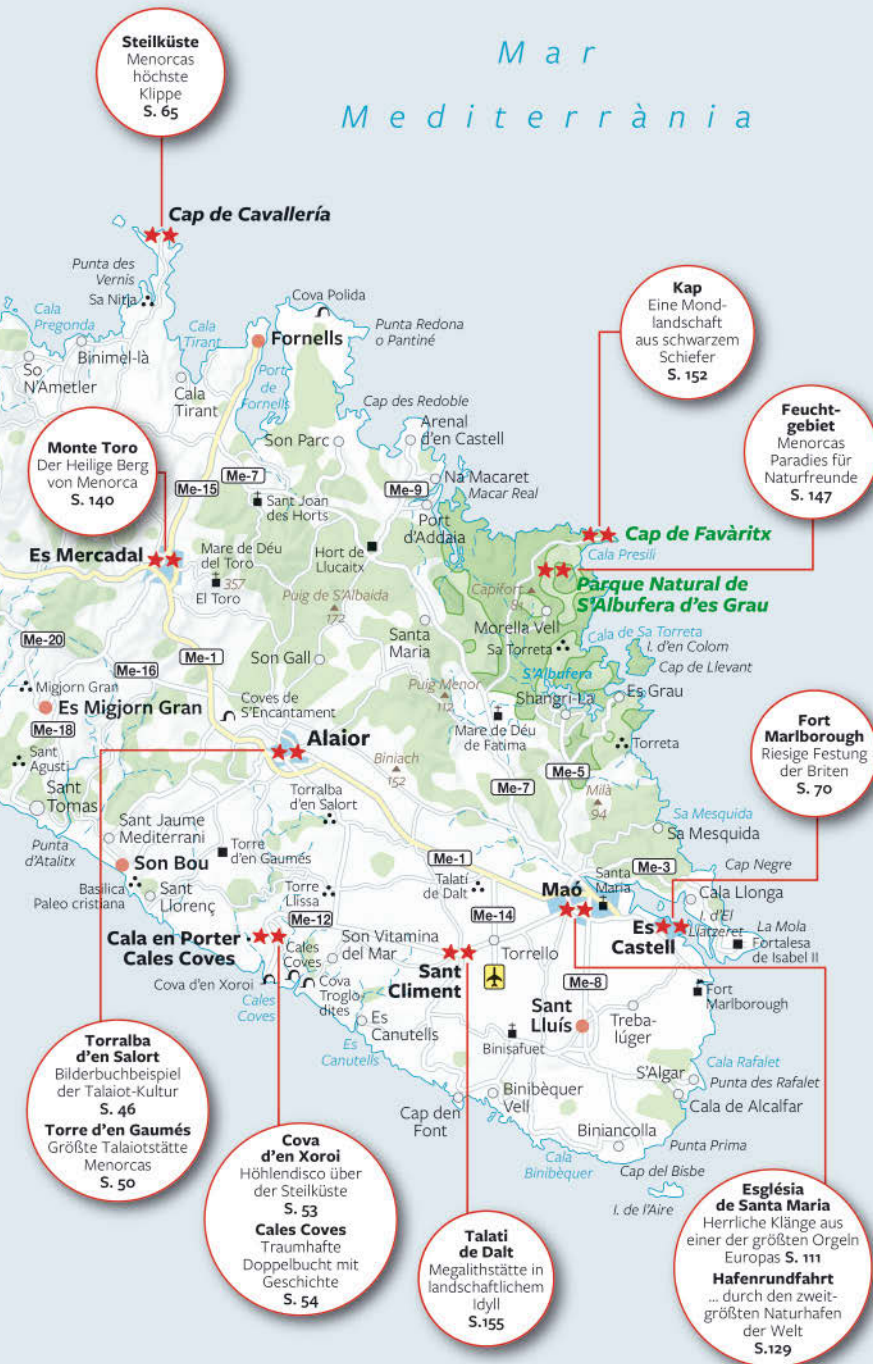 Steilküste
Menorcas
höchste
Klippe
S. 65
Mar
Mediterrània
Cap de Cavallería
Punta des
Vernis
Sa Nitja
Cala
Pregonda
Cala
Tirant
Cova Polida
Fornells
Punta Redona
o Pantiné
Binimel-là
So
N'Ametler
Cala
Tirant
Port
de
Fornells
Cap des Redoble
Kap
Eine Mond-
landschaft
aus schwarzem
Schiefer
S. 152
Feucht-
gebiet
Menorcas
Paradies für
Naturfreunde
S. 147
Monte Toro
Der Heilige Berg
von Menorca
S. 140
Son Parc
Arenal
d'en Castell
Me-7
Me-15
Me-9
Na Macaret
Macar Real
Sant Joan
des Horts
Port
d'Addaia
Cap de Favàritx
Cala Presili
Es Mercadal
Mare de Déu
del Toro
357
El Toro
Hort de
Llucaitx
Puig de S'Albaida
172
Capifort
81
Parque Natural de
S'Albufera d'es Grau
Morella Vell
Santa
Maria
Sa Torreta
Cala de Sa Torreta
I. d'en Colom
Cap de Llevant
Me-20
Me-16
Me-1
Son Gall
S'Albufera
Puig Menor
112
Shangri-La
Es Grau
Migjorn Gran
Es Migjorn Gran
Me-18
Coves de
S'Encantament
Mare de Déu
de Fatima
Alaior
Torreta
Fort
Marlborough
Riesige Festung
der Briten
S. 70
Sant
Agusti
Biniach
152
Me-5
Me-7
Milà
94
Sant
Tomas
Torralba
d'en Salort
Sa Mesquida
Sa Mesquida
Punta
d'Atalitx
Sant Jaume
Mediterrani
Torre
d'en Gaumés
Me-1
Me-3
Cap Negre
Son Bou
Talatí
de Dalt
Maó
Santa
Maria
Cala Llonga
Basilica
Paleo cristiana
Sant
Llorenç
Torre
Llissa
Me-12
Me-14
I. d'El
Llatzeret
La Mola
Fortalesa
de Isabel II
Es
Castell
Cala en Porter
Cales Coves
Cales
Coves
Son Vitamina
del Mar
Torrello
Sant
Climent
Cova d'en Xoroi
Cova
Troglo-
dites
Cales
Coves
Me-8
Fort
Marlborough
Sant
Lluís
Treba-
lúger
Es
Canutells
Es
Canutells
Binisafuet
Cala Rafalet
S'Algar
Punta des Rafalet
Cala de Alcalfar
Cap den
Font
Binibèquer
Vell
Biniancolla
Punta Prima
Cala
Binibèquer
Cap del Bisbe
I. de l'Aire
Torralba
d'en Salort
Bilderbuchbeispiel
der Talaiot-Kultur
S. 46
Torre d'en Gaumés
Größte Talaiotstätte
Menorcas
S. 50
Cova
d'en Xoroi
Höhlendisco über
der Steilküste
S. 53
Cales Coves
Traumhafte
Doppelbucht mit
Geschichte
S. 54
Talati
de Dalt
Megalithstätte in
landschaftlichem
Idyll
S.155
Església
de Santa Maria
Herrliche Klänge aus
einer der größten Orgeln
Europas S. 111
Hafenrundfahrt
... durch den zweit-
größten Naturhafen
der Welt
S.129